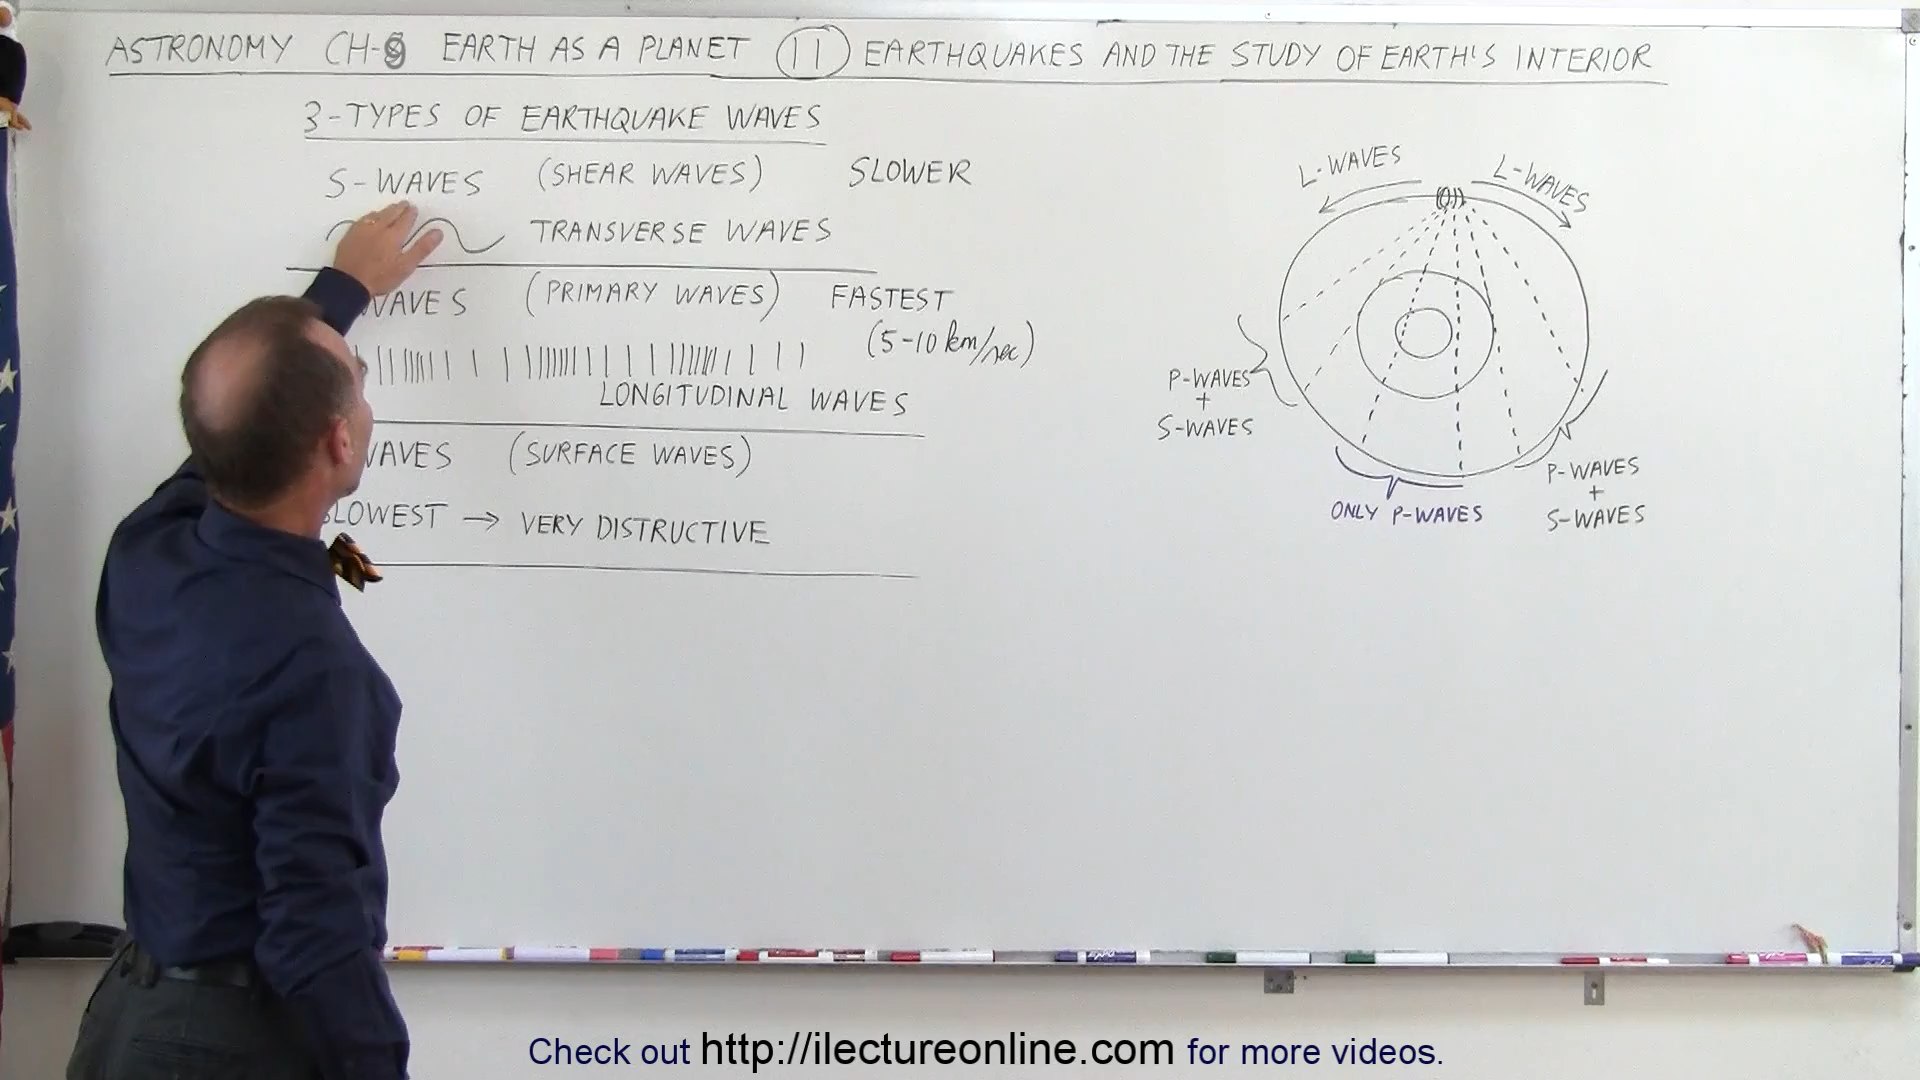 ASTRONOMY CH-9 EARTH AS A PLANET 11 EARTHQUAKES AND THE STUDY OF EARTH'S INTERIOR
3-TYPES OF EARTHQUAKE WAVES
S-WAVES (SHEAR WAVES) SLOWER
TRANSVERSE WAVES
WAVES (PRIMARY WAVES) FASTEST
(5-10 km/sec)
LONGITUDINAL WAVES
WAVES (SURFACE WAVES)
SLOWEST → VERY DISTRUCTIVE
L-WAVES
L-WAVES
P-WAVES
+
S-WAVES
ONLY P-WAVES
P-WAVES
+
S-WAVES
Check out http://ilectureonline.com for more videos.